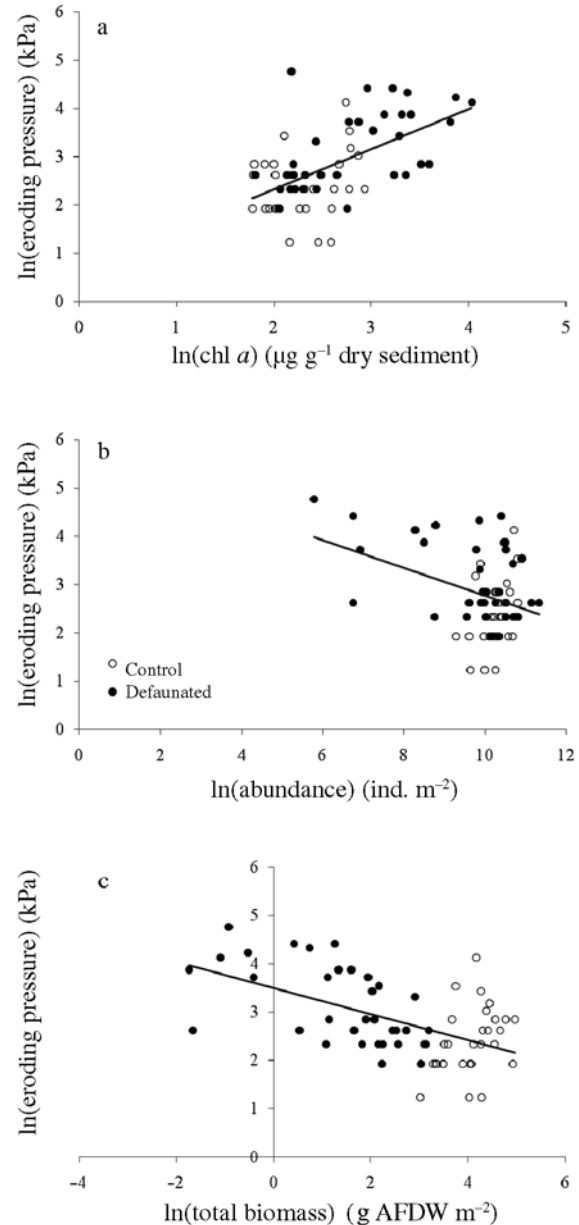 a
ln(eroding pressure) (kPa)
6
5
4
3
2
1
0
0 1 2 3 4 5
ln(chl a) (µg g⁻¹ dry sediment)
b
ln(eroding pressure) (kPa)
6
5
4
3
2
1
0
Control
Defaunated
0 2 4 6 8 10 12
ln(abundance) (ind. m⁻²)
c
ln(eroding pressure) (kPa)
6
5
4
3
2
1
0
−4 −2 0 2 4 6
ln(total biomass) (g AFDW m⁻²)